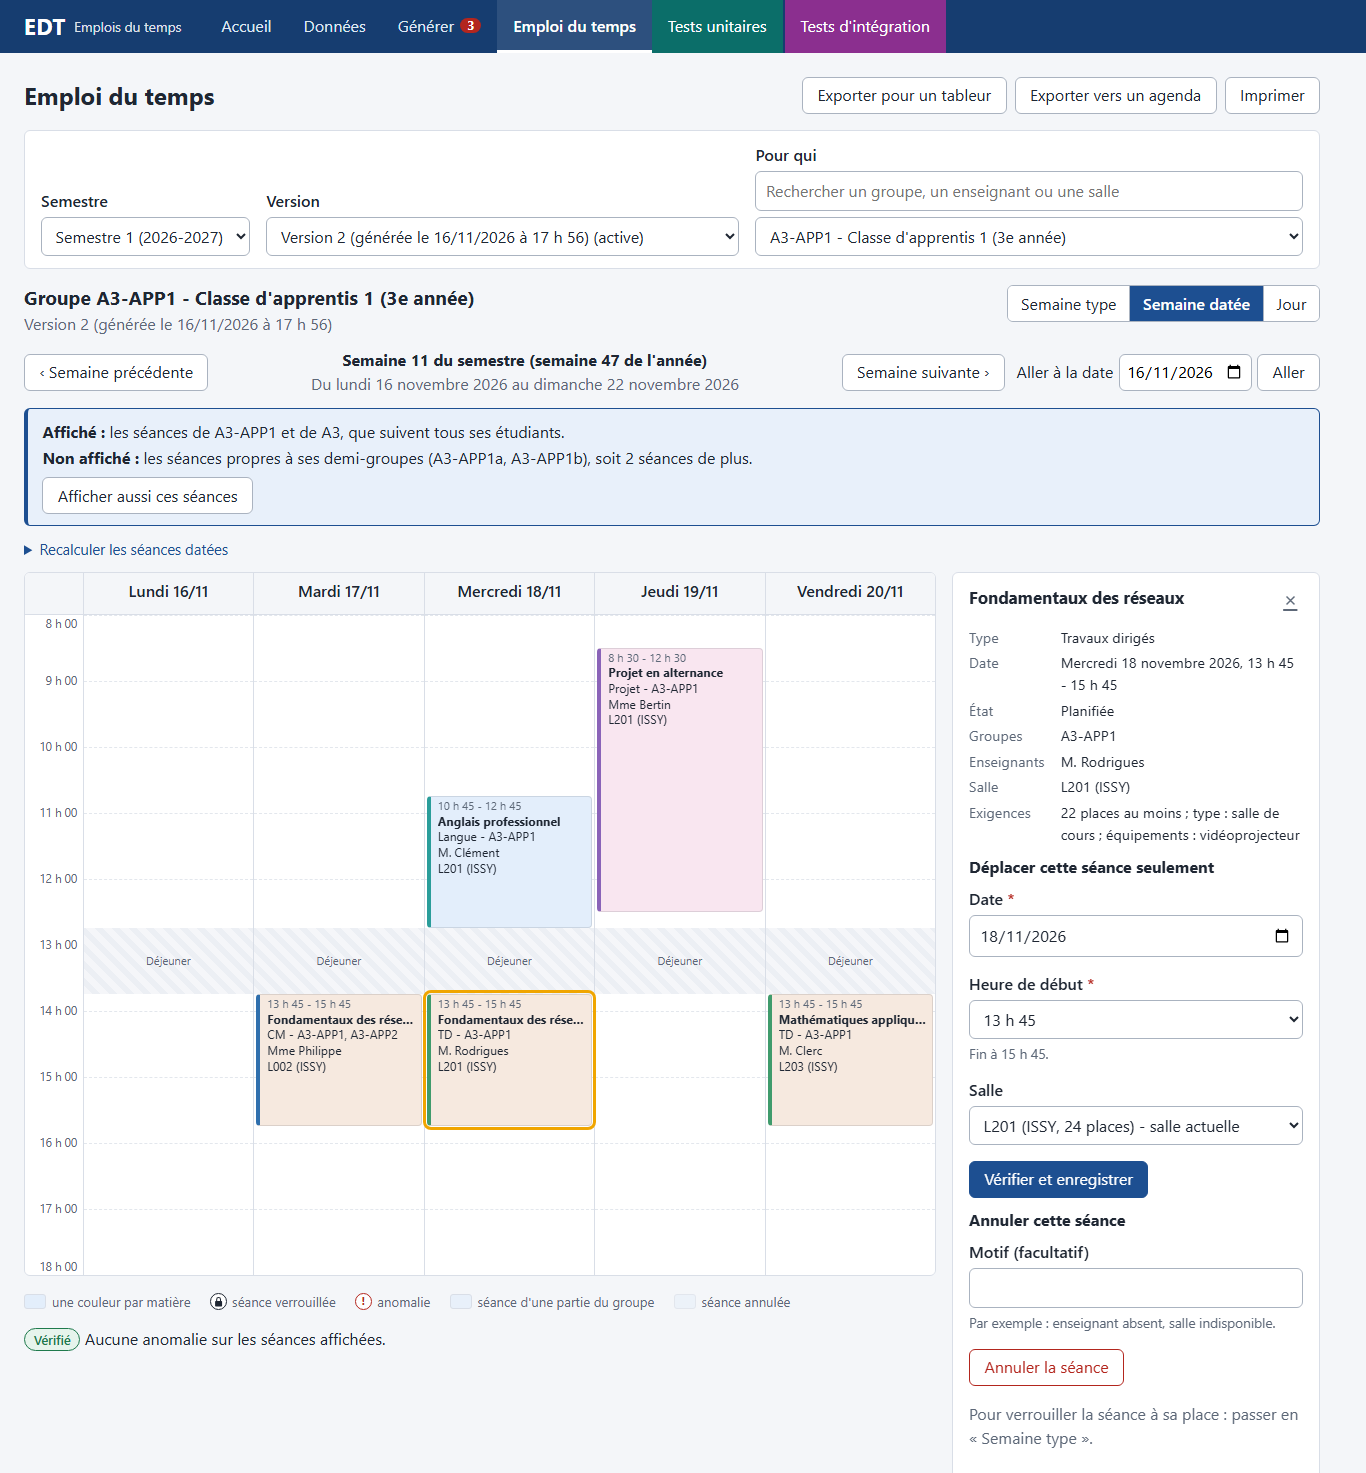 EDT Emplois du temps
Accueil
Données
Générer 3
Emploi du temps
Tests unitaires
Tests d'intégration
Emploi du temps
Exporter pour un tableur
Exporter vers un agenda
Imprimer
Semestre
Semestre 1 (2026-2027)
Version
Version 2 (générée le 16/11/2026 à 17 h 56) (active)
Pour qui
Rechercher un groupe, un enseignant ou une salle
A3-APP1 - Classe d'apprentis 1 (3e année)
Groupe A3-APP1 - Classe d'apprentis 1 (3e année)
Version 2 (générée le 16/11/2026 à 17 h 56)
Semaine type
Semaine datée
Jour
‹ Semaine précédente
Semaine 11 du semestre (semaine 47 de l'année)
Du lundi 16 novembre 2026 au dimanche 22 novembre 2026
Semaine suivante ›
Aller à la date
16/11/2026
Aller
Affiché : les séances de A3-APP1 et de A3, que suivent tous ses étudiants.
Non affiché : les séances propres à ses demi-groupes (A3-APP1a, A3-APP1b), soit 2 séances de plus.
Afficher aussi ces séances
▶ Recalculer les séances datées
Lundi 16/11
Mardi 17/11
Mercredi 18/11
Jeudi 19/11
Vendredi 20/11
8 h 00
9 h 00
10 h 00
11 h 00
12 h 00
13 h 00
14 h 00
15 h 00
16 h 00
17 h 00
18 h 00
Déjeuner
13 h 45 - 15 h 45
Fondamentaux des rése...
CM - A3-APP1, A3-APP2
Mme Philippe
L002 (ISSY)
Déjeuner
10 h 45 - 12 h 45
Anglais professionnel
Langue - A3-APP1
M. Clément
L201 (ISSY)
Déjeuner
13 h 45 - 15 h 45
Fondamentaux des rése...
TD - A3-APP1
M. Rodrigues
L201 (ISSY)
8 h 30 - 12 h 30
Projet en alternance
Projet - A3-APP1
Mme Bertin
L201 (ISSY)
Déjeuner
Déjeuner
13 h 45 - 15 h 45
Mathématiques appliqu...
TD - A3-APP1
M. Clerc
L203 (ISSY)
une couleur par matière
séance verrouillée
! anomalie
séance d'une partie du groupe
séance annulée
Vérifié Aucune anomalie sur les séances affichées.
Fondamentaux des réseaux
×
Type Travaux dirigés
Date Mercredi 18 novembre 2026, 13 h 45
- 15 h 45
État Planifiée
Groupes A3-APP1
Enseignants M. Rodrigues
Salle L201 (ISSY)
Exigences 22 places au moins ; type : salle de
cours ; équipements : vidéoprojecteur
Déplacer cette séance seulement
Date *
18/11/2026
Heure de début *
13 h 45
Fin à 15 h 45.
Salle
L201 (ISSY, 24 places) - salle actuelle
Vérifier et enregistrer
Annuler cette séance
Motif (facultatif)
Par exemple : enseignant absent, salle indisponible.
Annuler la séance
Pour verrouiller la séance à sa place : passer en
« Semaine type ».